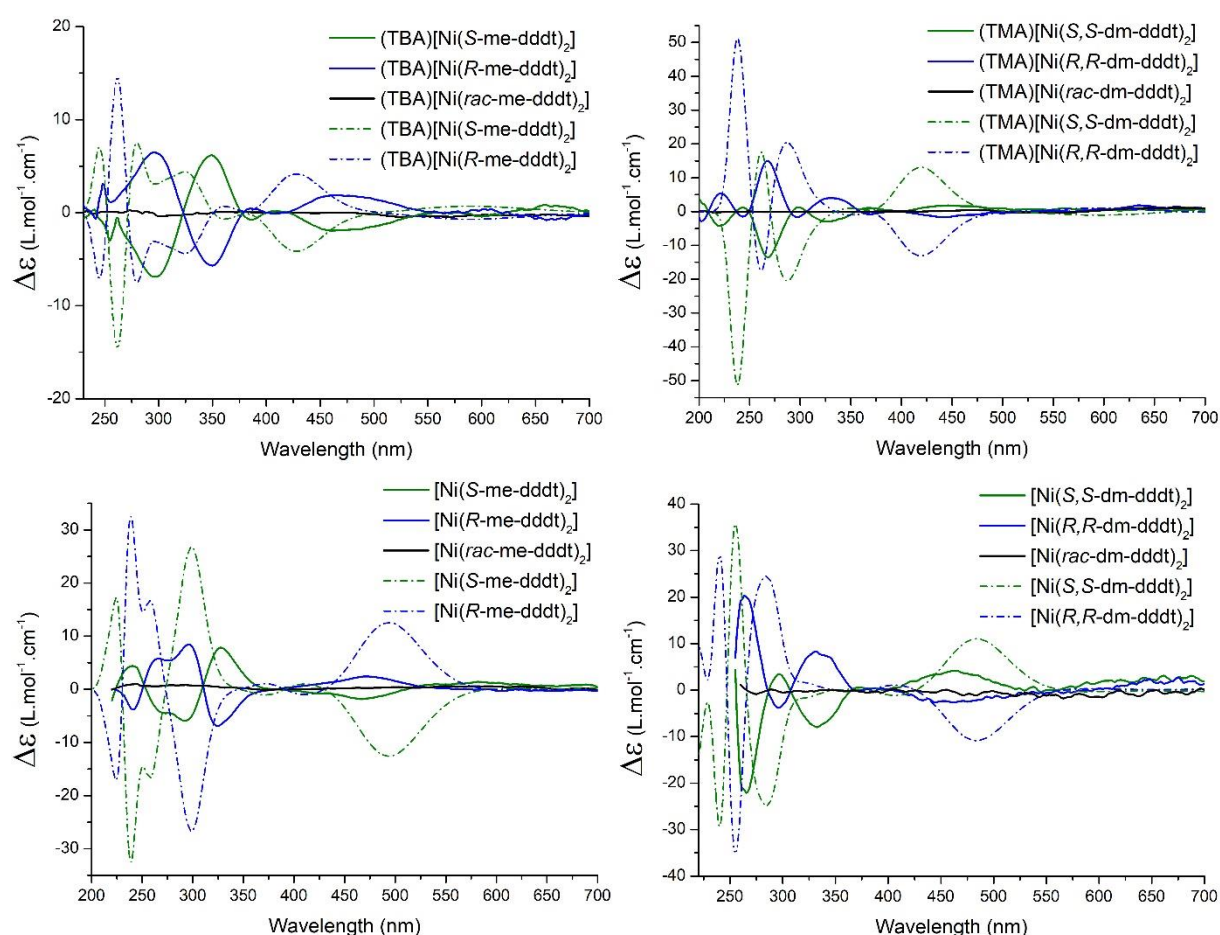 20
10
0
-10
-20
Δε (L.mol⁻¹.cm⁻¹)
(TBA)[Ni(S-me-dddt)₂]
(TBA)[Ni(R-me-dddt)₂]
(TBA)[Ni(rac-me-dddt)₂]
(TBA)[Ni(S-me-dddt)₂]
(TBA)[Ni(R-me-dddt)₂]
250 300 350 400 450 500 550 600 650 700
Wavelength (nm)
50
40
30
20
10
0
-10
-20
-30
-40
-50
Δε (L.mol⁻¹.cm⁻¹)
(TMA)[Ni(S,S-dm-dddt)₂]
(TMA)[Ni(R,R-dm-dddt)₂]
(TMA)[Ni(rac-dm-dddt)₂]
(TMA)[Ni(S,S-dm-dddt)₂]
(TMA)[Ni(R,R-dm-dddt)₂]
200 250 300 350 400 450 500 550 600 650 700
Wavelength (nm)
30
20
10
0
-10
-20
-30
Δε (L.mol⁻¹.cm⁻¹)
[Ni(S-me-dddt)₂]
[Ni(R-me-dddt)₂]
[Ni(rac-me-dddt)₂]
[Ni(S-me-dddt)₂]
[Ni(R-me-dddt)₂]
200 250 300 350 400 450 500 550 600 650 700
Wavelength (nm)
40
30
20
10
0
-10
-20
-30
-40
Δε (L.mol⁻¹.cm⁻¹)
[Ni(S,S-dm-dddt)₂]
[Ni(R,R-dm-dddt)₂]
[Ni(rac-dm-dddt)₂]
[Ni(S,S-dm-dddt)₂]
[Ni(R,R-dm-dddt)₂]
250 300 350 400 450 500 550 600 650 700
Wavelength (nm)